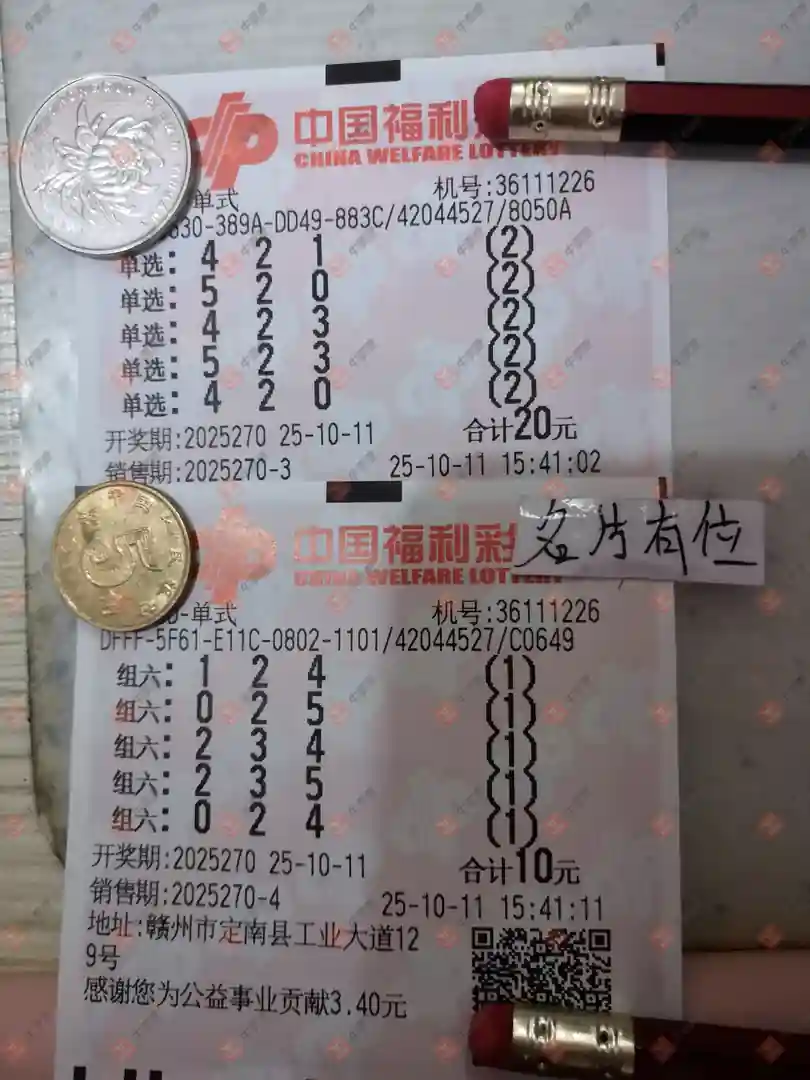 中国福利
CHINA WELFARE LOTTERY
单式
机号:36111226
630-389A-DD49-883C/42044527/8050A
单选: 4 2 1 (2)
单选: 5 2 0 (2)
单选: 4 2 3 (2)
单选: 5 2 3 (2)
单选: 4 2 0 (2)
开奖期:2025270 25-10-11 合计20元
销售期:2025270-3 25-10-11 15:41:02
中国福利彩
CHINA WELFARE LOTTERY
名片有位
D-单式
机号:36111226
DFFF-5F61-E11C-0802-1101/42044527/C0649
组六: 1 2 4 (1)
组六: 0 2 5 (1)
组六: 2 3 4 (1)
组六: 2 3 5 (1)
组六: 0 2 4 (1)
开奖期:2025270 25-10-11 合计10元
销售期:2025270-4 25-10-11 15:41:11
地址:赣州市定南县工业大道12
9号
感谢您为公益事业贡献3.40元